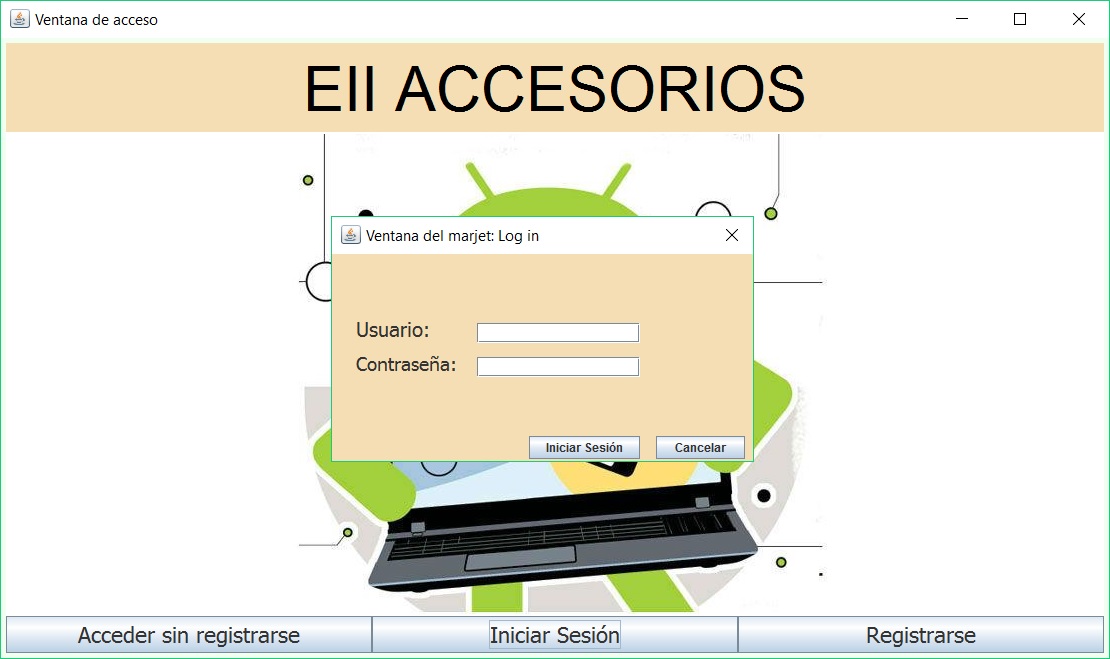 Ventana de acceso
EII ACCESORIOS
Ventana del marjet: Log in
Usuario:
Contraseña:
Iniciar Sesión
Cancelar
Acceder sin registrarse
Iniciar Sesión
Registrarse